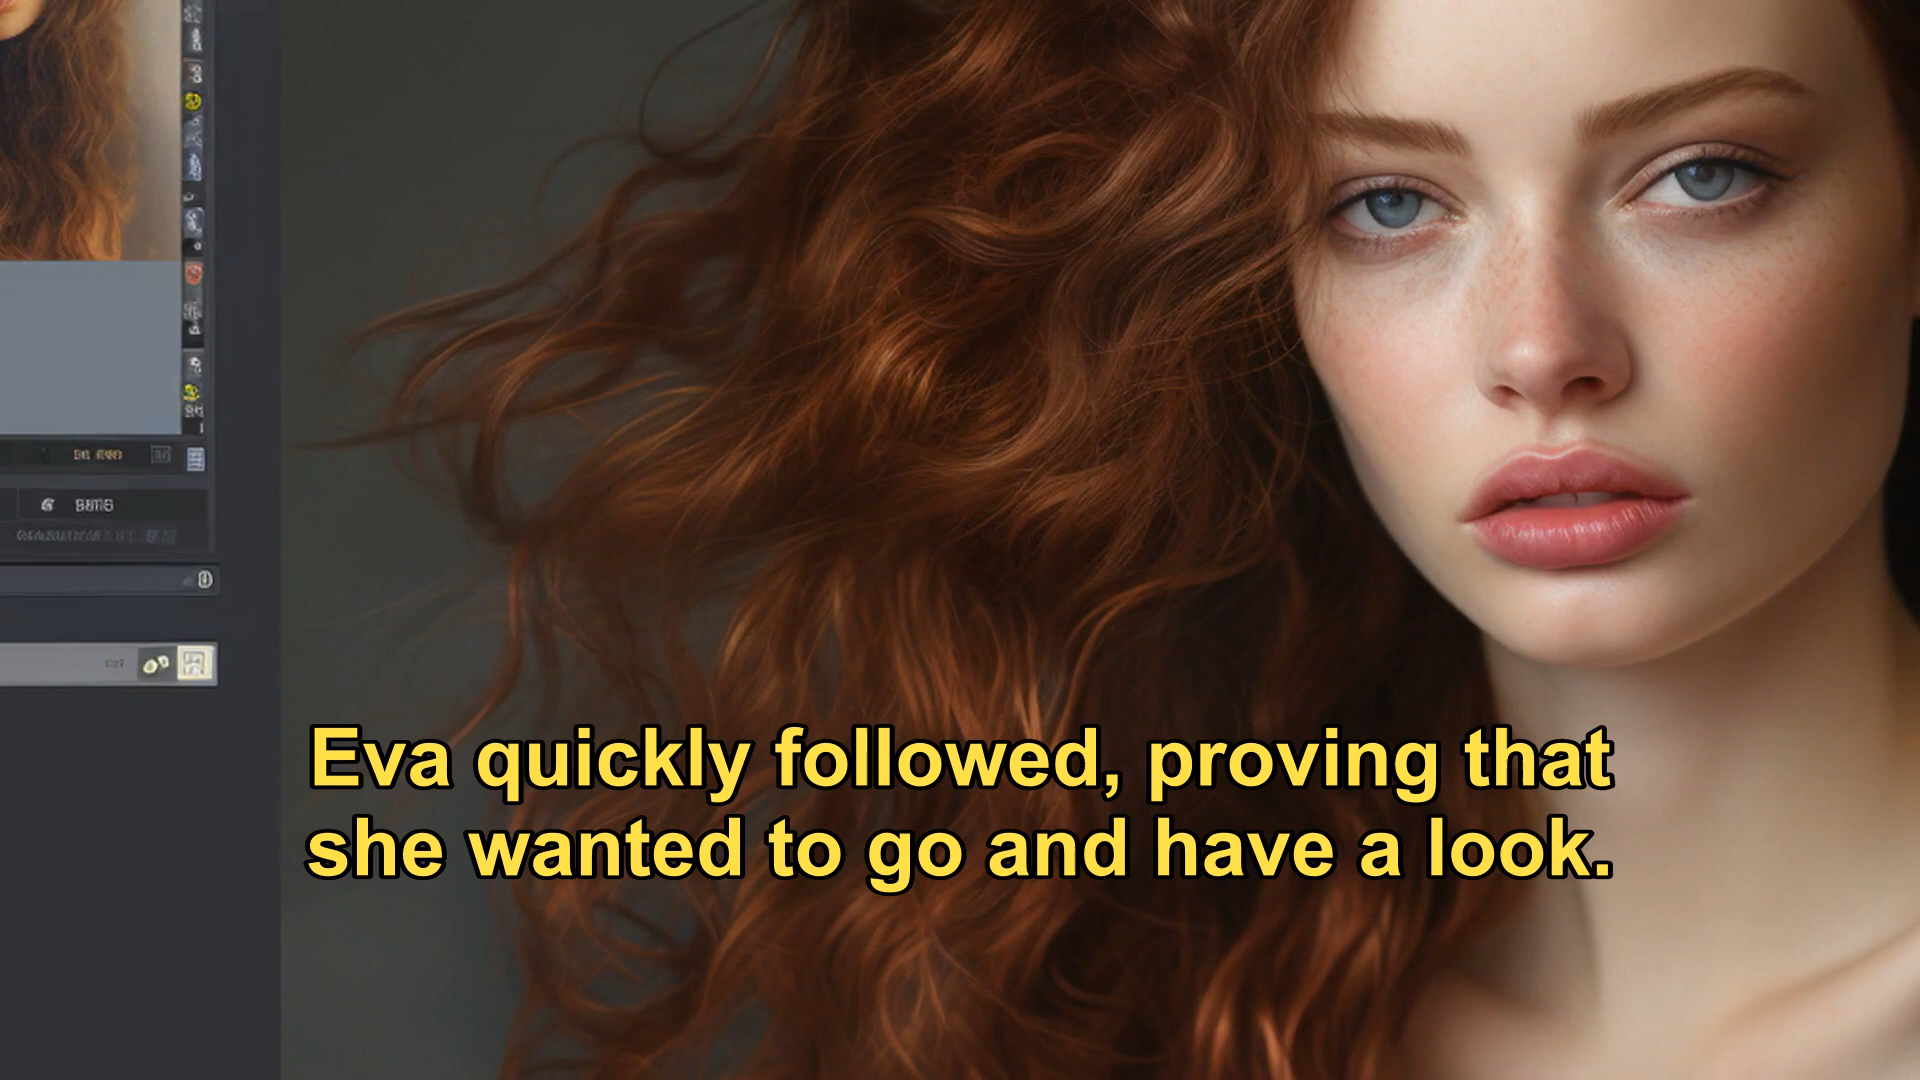 Eva quickly followed, proving that
she wanted to go and have a look.